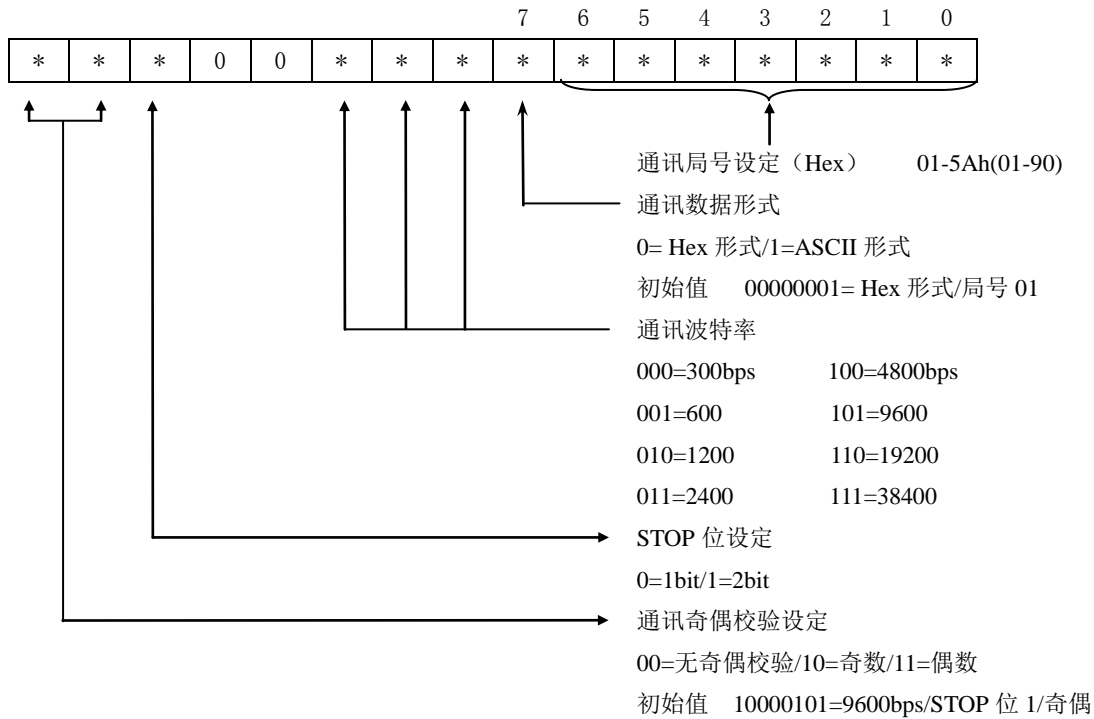 7 6 5 4 3 2 1 0
* * * 0 0 * * * * * * * * * * *
通讯局号设定（Hex） 01-5Ah(01-90)
通讯数据形式
0= Hex 形式/1=ASCII 形式
初始值 00000001= Hex 形式/局号 01
通讯波特率
000=300bps 100=4800bps
001=600 101=9600
010=1200 110=19200
011=2400 111=38400
STOP 位设定
0=1bit/1=2bit
通讯奇偶校验设定
00=无奇偶校验/10=奇数/11=偶数
初始值 10000101=9600bps/STOP 位 1/奇偶